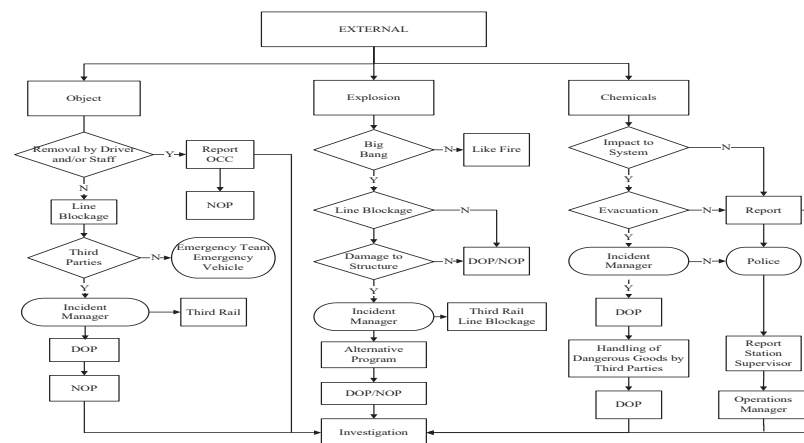 EXTERNAL
Object
Explosion
Chemicals
Removal by Driver
and/or Staff
Y
Report
OCC
Big
Bang
N
Like Fire
Impact to
System
N
N
Y
Y
Line
Blockage
NOP
Line Blockage
N
Evacuation
N
Report
Third
Parties
N
Emergency Team
Emergency
Vehicle
Damage to
Structure
DOP/NOP
Y
Incident
Manager
N
Police
Y
Y
Y
Incident
Manager
Third Rail
Incident
Manager
Third Rail
Line Blockage
DOP
DOP
Alternative
Program
Handling of
Dangerous Goods by
Third Parties
Report
Station
Supervisor
NOP
DOP/NOP
DOP
Operations
Manager
Investigation